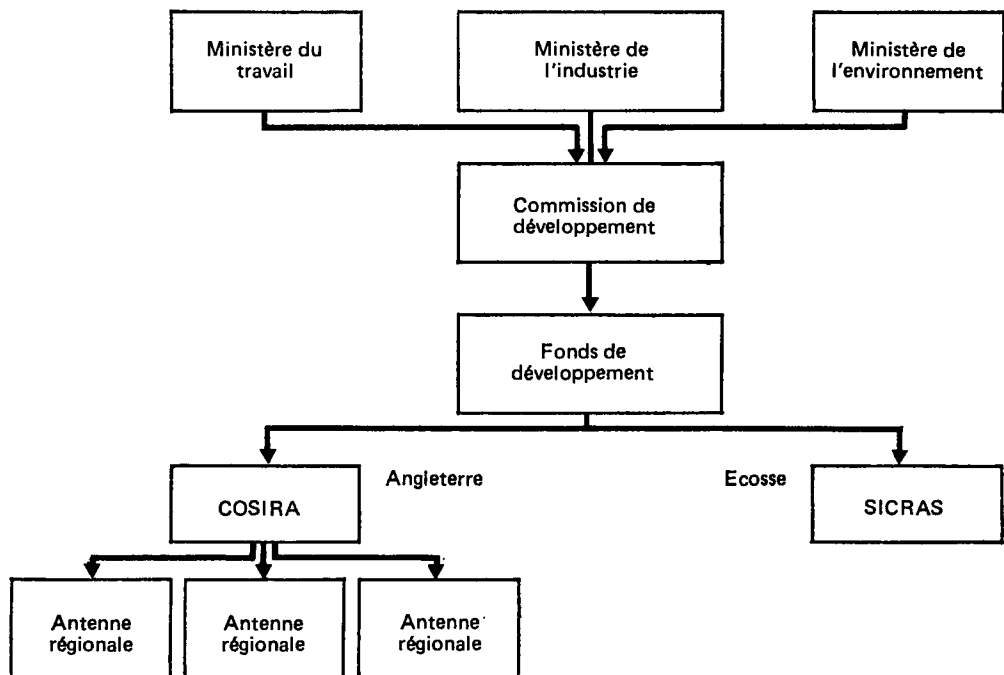 Ministère du
travail
Ministère de
l'industrie
Ministère de
l'environnement
Commission de
développement
Fonds de
développement
Angleterre
Ecosse
COSIRA
SICRAS
Antenne
régionale
Antenne
régionale
Antenne
régionale